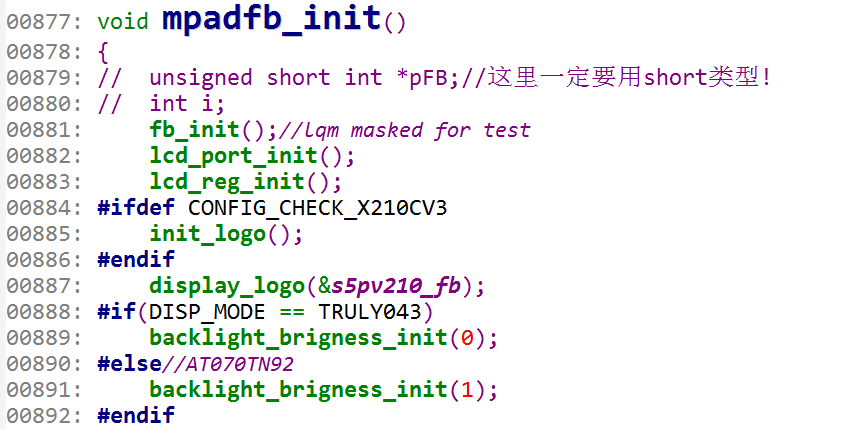 00877: void mpadfb_init()
00878: {
00879: //  unsigned short int *pFB;//这里一定要用short类型!
00880: //  int i;
00881:     fb_init();//lqm masked for test
00882:     lcd_port_init();
00883:     lcd_reg_init();
00884: #ifdef CONFIG_CHECK_X210CV3
00885:     init_logo();
00886: #endif
00887:     display_logo(&s5pv210_fb);
00888: #if(DISP_MODE == TRULY043)
00889:     backlight_brigness_init(0);
00890: #else//AT070TN92
00891:     backlight_brigness_init(1);
00892: #endif